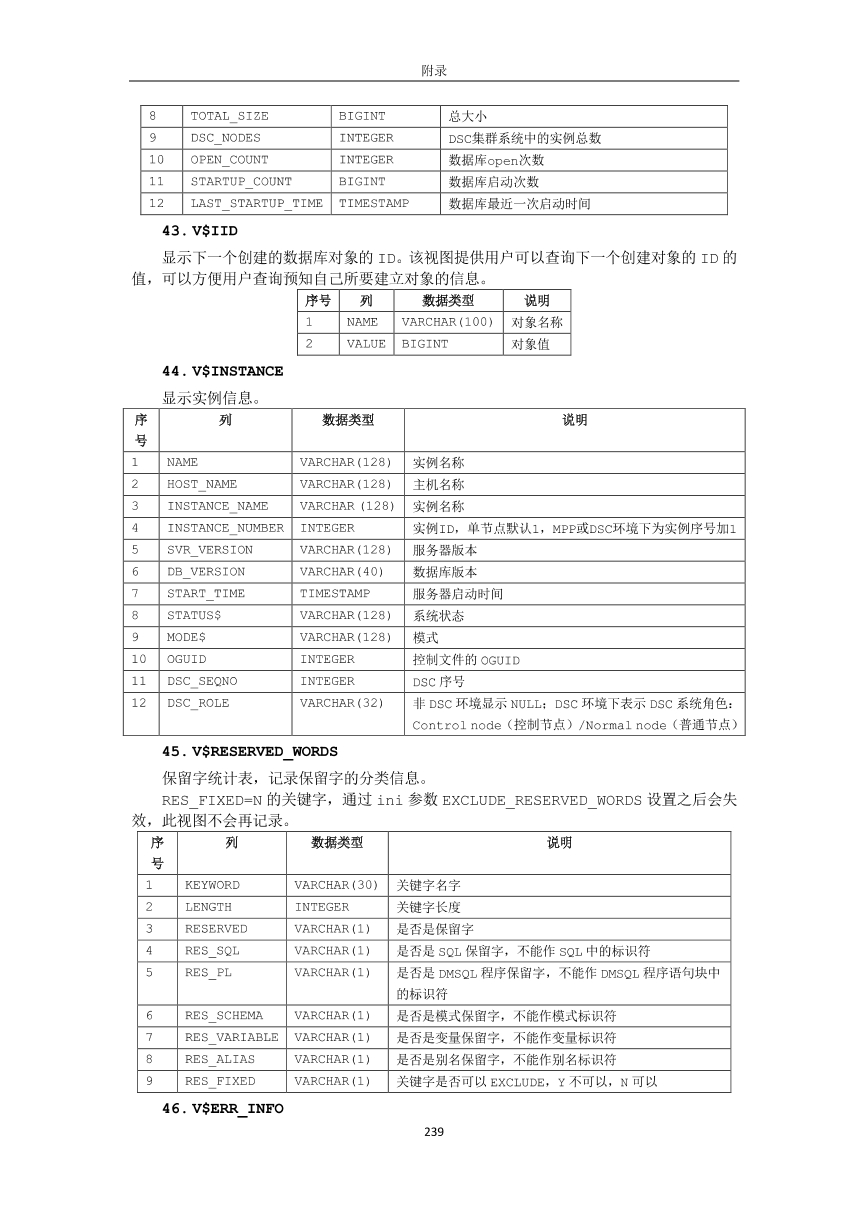 附录
8 TOTAL_SIZE BIGINT 总大小
9 DSC_NODES INTEGER DSC集群系统中的实例总数
10 OPEN_COUNT INTEGER 数据库open次数
11 STARTUP_COUNT BIGINT 数据库启动次数
12 LAST_STARTUP_TIME TIMESTAMP 数据库最近一次启动时间
43. V$IID
显示下一个创建的数据库对象的 ID。该视图提供用户可以查询下一个创建对象的 ID 的
值，可以方便用户查询预知自己所要建立对象的信息。
序号 列 数据类型 说明
1 NAME VARCHAR(100) 对象名称
2 VALUE BIGINT 对象值
44. V$INSTANCE
显示实例信息。
序 列 数据类型 说明
号
1 NAME VARCHAR(128) 实例名称
2 HOST_NAME VARCHAR(128) 主机名称
3 INSTANCE_NAME VARCHAR (128) 实例名称
4 INSTANCE_NUMBER INTEGER 实例ID，单节点默认1，MPP或DSC环境下为实例序号加1
5 SVR_VERSION VARCHAR(128) 服务器版本
6 DB_VERSION VARCHAR(40) 数据库版本
7 START_TIME TIMESTAMP 服务器启动时间
8 STATUS$ VARCHAR(128) 系统状态
9 MODE$ VARCHAR(128) 模式
10 OGUID INTEGER 控制文件的 OGUID
11 DSC_SEQNO INTEGER DSC 序号
12 DSC_ROLE VARCHAR(32) 非 DSC 环境显示 NULL；DSC 环境下表示 DSC 系统角色：
Control node（控制节点）/Normal node（普通节点）
45. V$RESERVED_WORDS
保留字统计表，记录保留字的分类信息。
RES_FIXED=N 的关键字，通过 ini 参数 EXCLUDE_RESERVED_WORDS 设置之后会失
效，此视图不会再记录。
序 列 数据类型 说明
号
1 KEYWORD VARCHAR(30) 关键字名字
2 LENGTH INTEGER 关键字长度
3 RESERVED VARCHAR(1) 是否是保留字
4 RES_SQL VARCHAR(1) 是否是 SQL 保留字，不能作 SQL 中的标识符
5 RES_PL VARCHAR(1) 是否是 DMSQL 程序保留字，不能作 DMSQL 程序语句块中
的标识符
6 RES_SCHEMA VARCHAR(1) 是否是模式保留字，不能作模式标识符
7 RES_VARIABLE VARCHAR(1) 是否是变量保留字，不能作变量标识符
8 RES_ALIAS VARCHAR(1) 是否是别名保留字，不能作别名标识符
9 RES_FIXED VARCHAR(1) 关键字是否可以 EXCLUDE，Y 不可以，N 可以
46. V$ERR_INFO
239